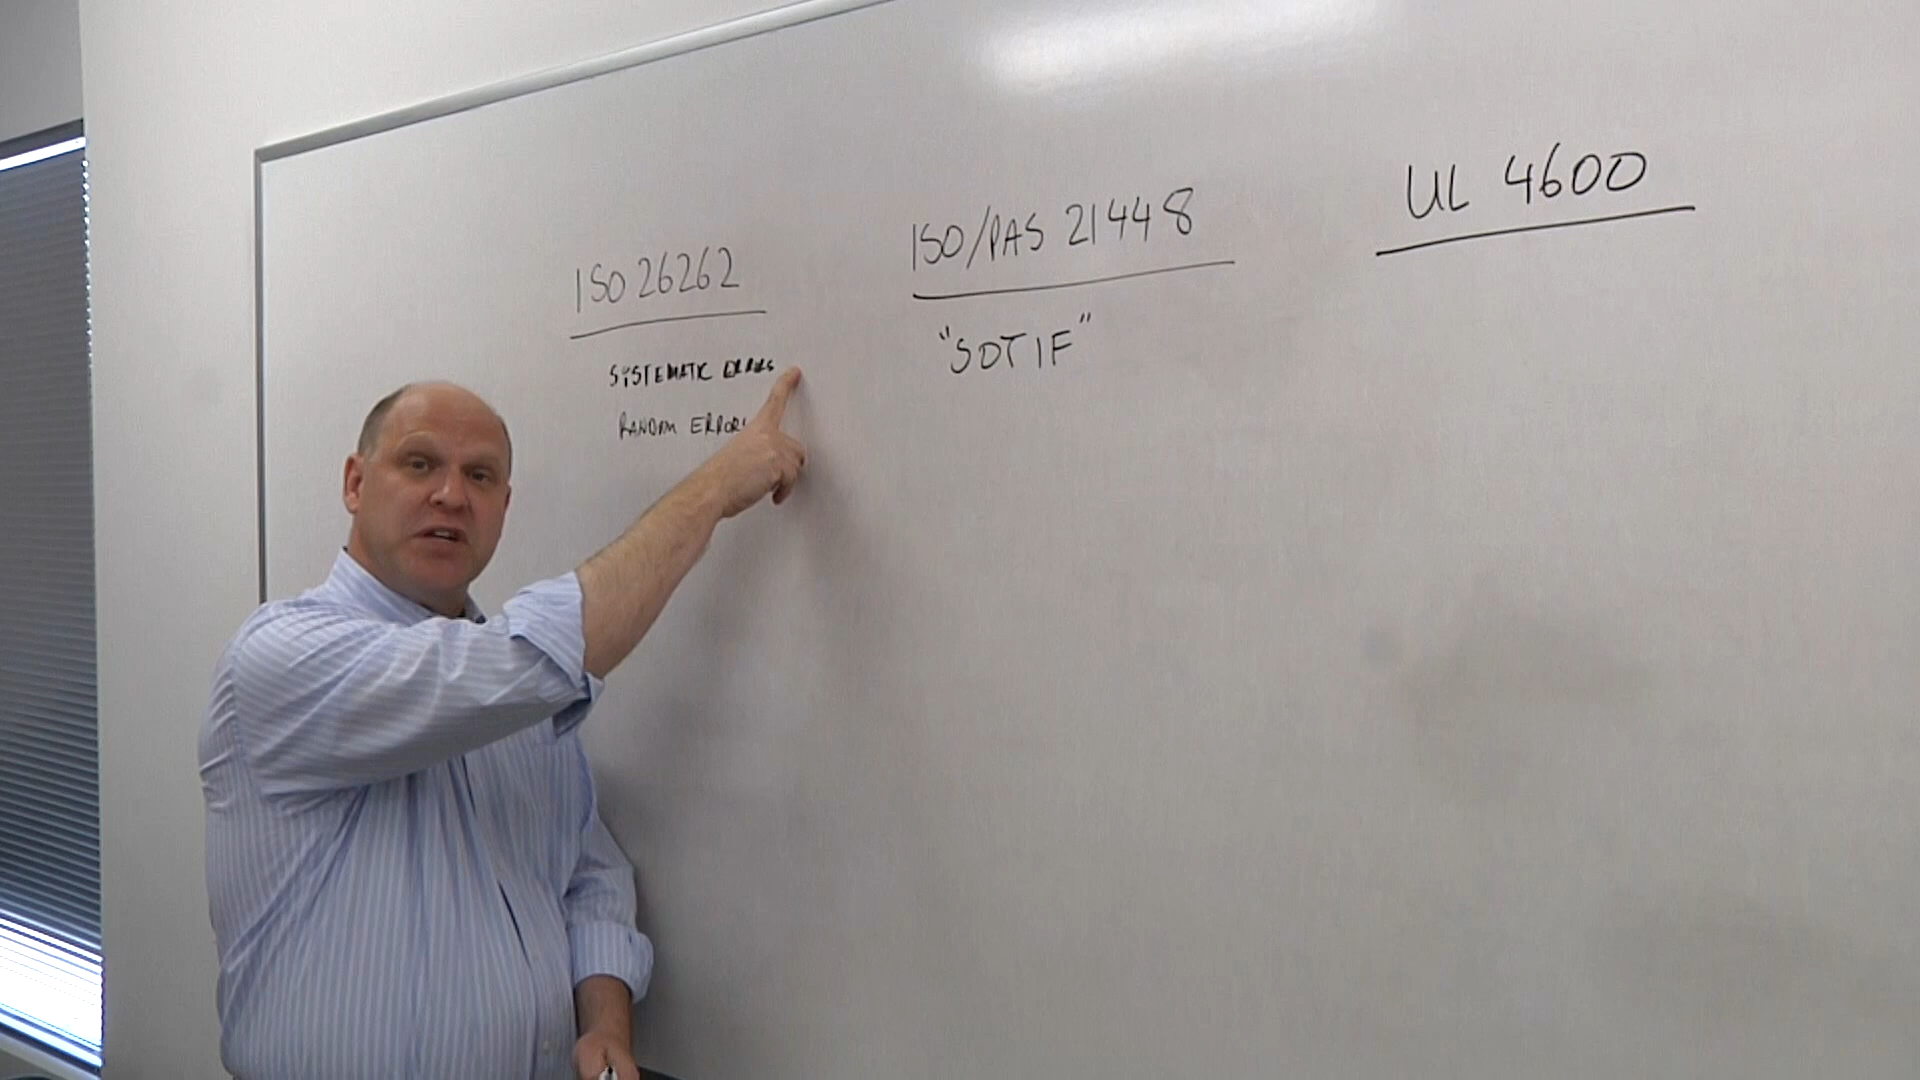 ISO 26262
SYSTEMATIC ERRORS
RANDOM ERRORS
ISO/PAS 21448
"SOTIF"
UL 4600